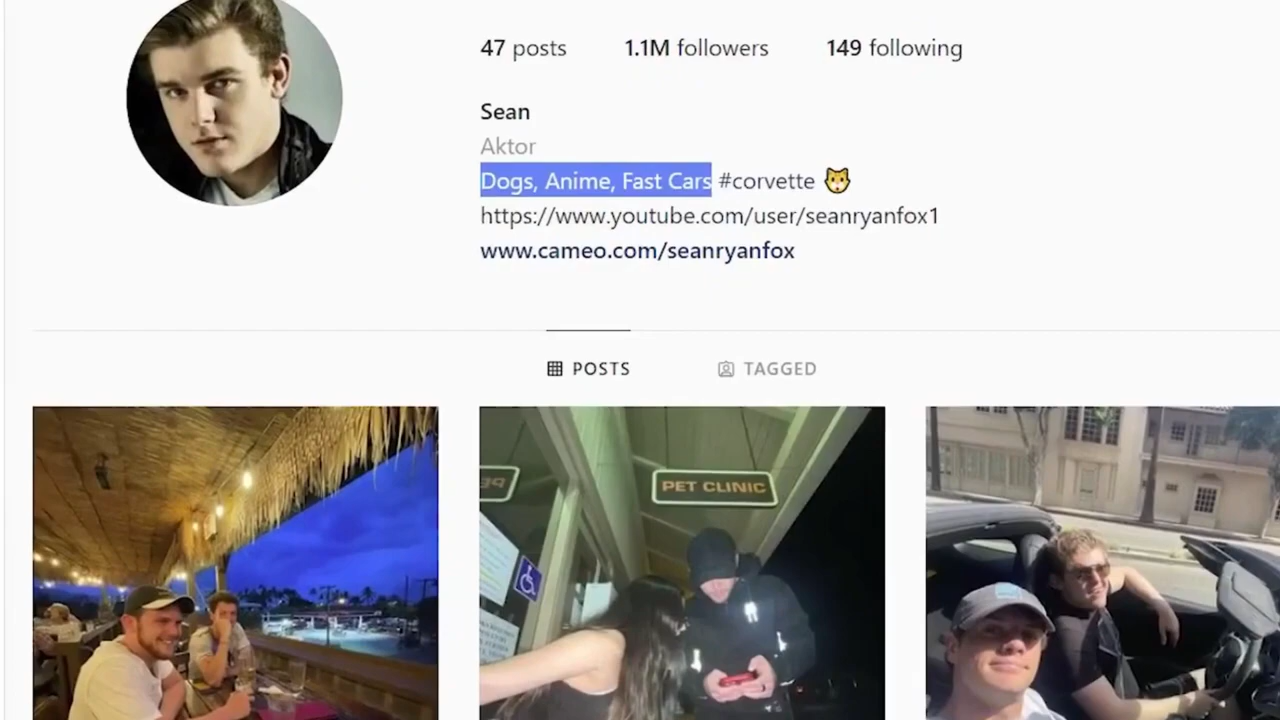 47 posts 1.1M followers 149 following
Sean
Aktor
Dogs, Anime, Fast Cars #corvette 🐱
https://www.youtube.com/user/seanryanfox1
www.cameo.com/seanryanfox
POSTS TAGGED
PET CLINIC